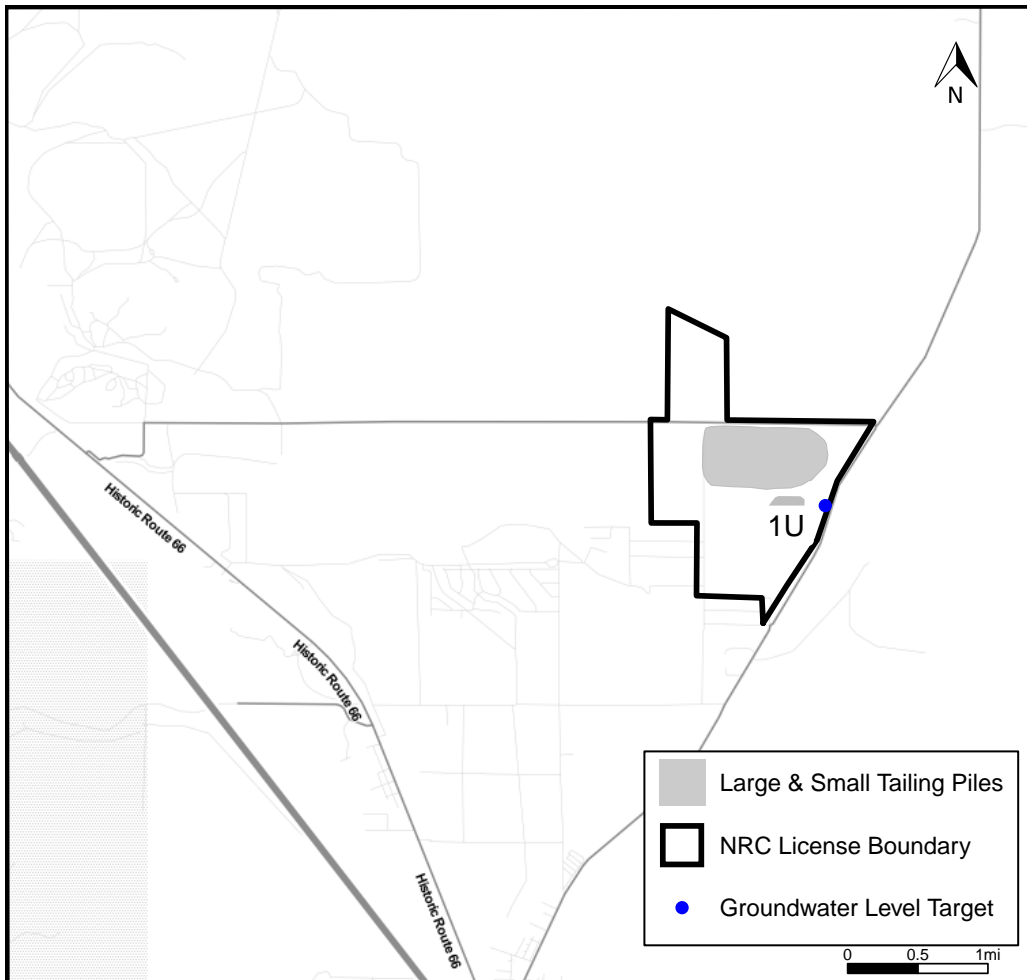 N
1U
Historic Route 66
Historic Route 66
Historic Route 66
Large & Small Tailing Piles
NRC License Boundary
Groundwater Level Target
0 0.5 1mi